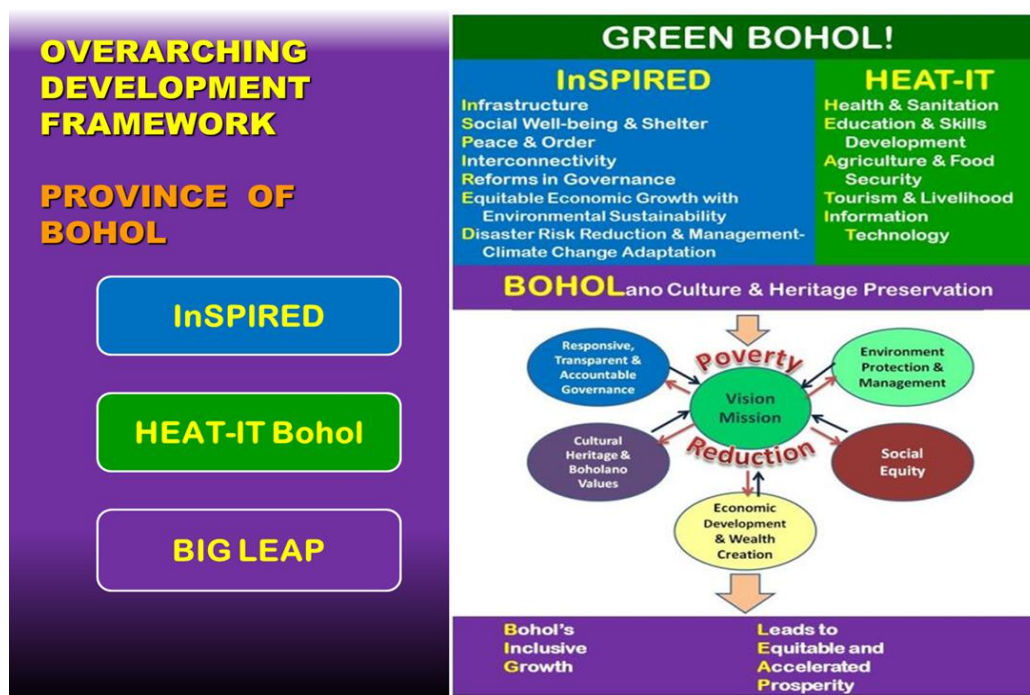 OVERARCHING
DEVELOPMENT
FRAMEWORK
PROVINCE OF
BOHOL
InSPIRED
HEAT-IT Bohol
BIG LEAP
GREEN BOHOL!
InSPIRED
Infrastructure
Social Well-being & Shelter
Peace & Order
Interconnectivity
Reforms in Governance
Equitable Economic Growth with
Environmental Sustainability
Disaster Risk Reduction & Management-
Climate Change Adaptation
HEAT-IT
Health & Sanitation
Education & Skills
Development
Agriculture & Food
Security
Tourism & Livelihood
Information
Technology
BOHOLano Culture & Heritage Preservation
Responsive,
Transparent &
Accountable
Governance
Poverty
Environment
Protection &
Management
Vision
Mission
Cultural
Heritage &
Boholano
Values
Reduction
Social
Equity
Economic
Development
& Wealth
Creation
Bohol's
Inclusive
Growth
Leads to
Equitable and
Accelerated
Prosperity